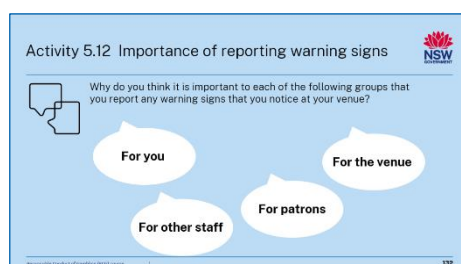 Activity 5.12 Importance of reporting warning signs
NSW
GOVERNMENT
Why do you think it is important to each of the following groups that
you report any warning signs that you notice at your venue?
For you
For the venue
For patrons
For other staff
132